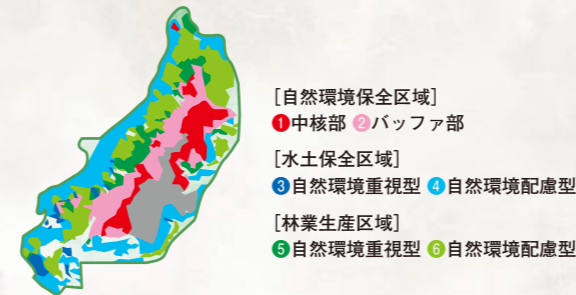 [自然環境保全区域]
❶中核部 ❷バッファ部
[水土保全区域]
❸自然環境重視型 ❹自然環境配慮型
[林業生産区域]
❺自然環境重視型 ❻自然環境配慮型